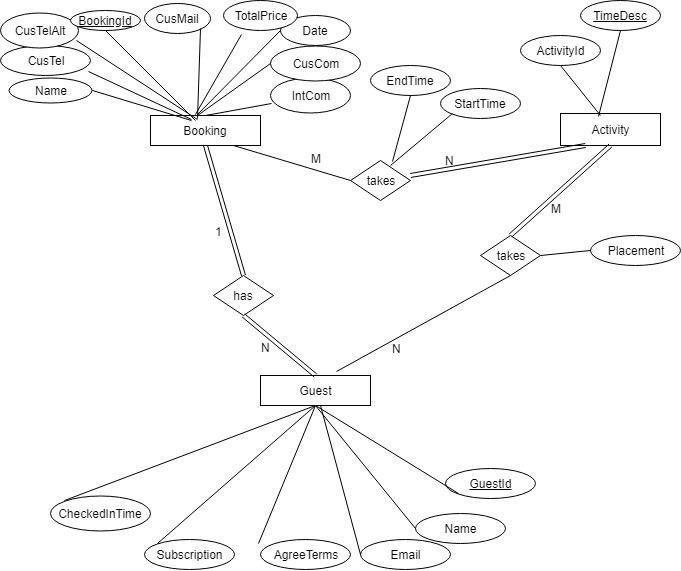 TimeDesc
BookingId
CusMail
TotalPrice
CusTelAlt
Date
ActivityId
CusTel
CusCom
EndTime
Name
IntCom
StartTime
Booking
Activity
M
N
takes
M
1
takes
Placement
has
N
N
Guest
GuestId
CheckedInTime
Name
Subscription
AgreeTerms
Email